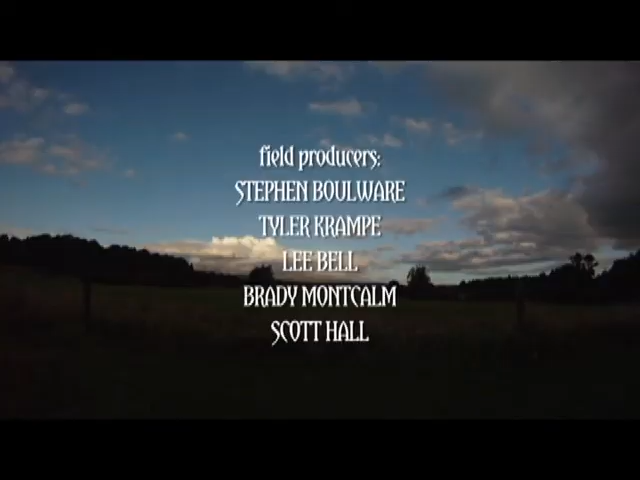 field producers:
STEPHEN BOULWARE
TYLER KRAMPE
LEE BELL
BRADY MONTCALM
SCOTT HALL